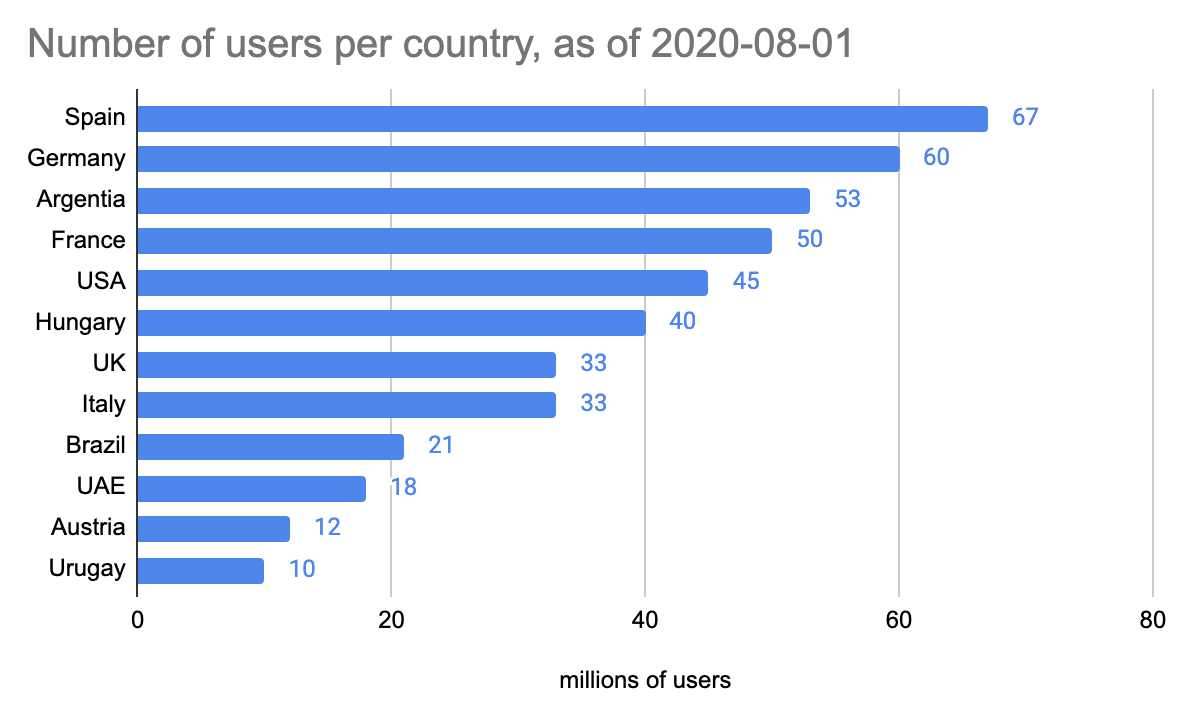 Number of users per country, as of 2020-08-01
Spain 67
Germany 60
Argentia 53
France 50
USA 45
Hungary 40
UK 33
Italy 33
Brazil 21
UAE 18
Austria 12
Urugay 10
0 20 40 60 80
millions of users